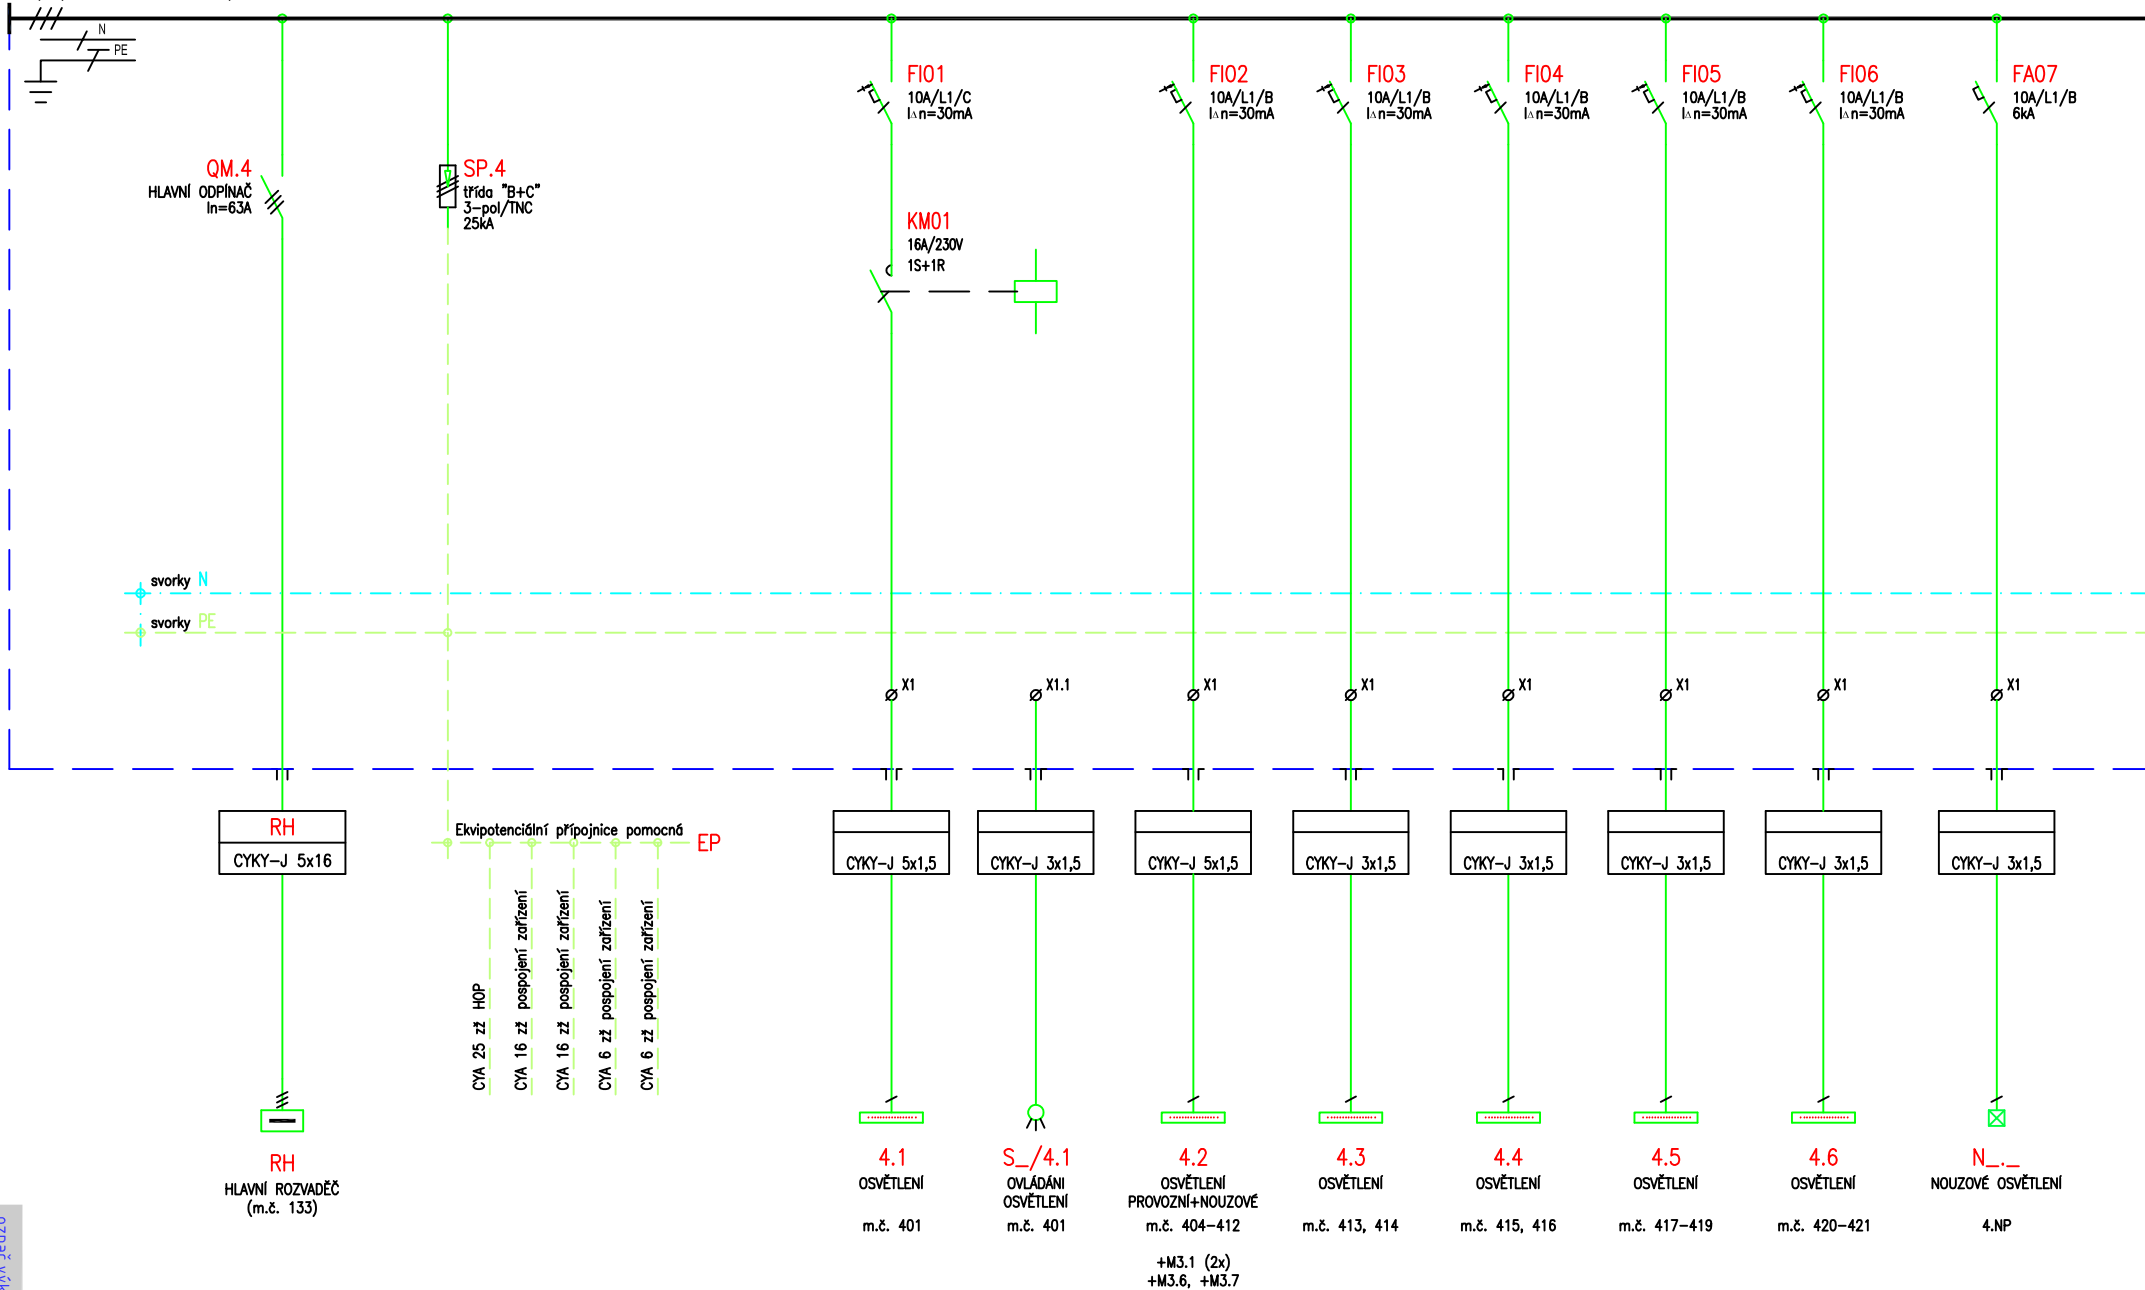 N
PE
QM.4
HLAVNÍ ODPÍNAČ
In=63A
SP.4
třída "B+C"
3-pol/TNC
25kA
FI01
10A/L1/C
I△n=30mA
KM01
16A/230V
1S+1R
FI02
10A/L1/B
I△n=30mA
FI03
10A/L1/B
I△n=30mA
FI04
10A/L1/B
I△n=30mA
FI05
10A/L1/B
I△n=30mA
FI06
10A/L1/B
I△n=30mA
FA07
10A/L1/B
6kA
svorky N
svorky PE
X1
X1.1
X1
X1
X1
X1
X1
X1
RH
CYKY-J 5x16
Ekvipotenciální přípojnice pomocná
EP
CYA 25 zž HOP
CYA 16 zž pospojení zařízení
CYA 16 zž pospojení zařízení
CYA 6 zž pospojení zařízení
CYA 6 zž pospojení zařízení
CYKY-J 5x1,5
CYKY-J 3x1,5
CYKY-J 5x1,5
CYKY-J 3x1,5
CYKY-J 3x1,5
CYKY-J 3x1,5
CYKY-J 3x1,5
CYKY-J 3x1,5
RH
HLAVNÍ ROZVADĚČ
(m.č. 133)
4.1
OSVĚTLENÍ
m.č. 401
S_/4.1
OVLÁDÁNI
OSVĚTLENÍ
m.č. 401
4.2
OSVĚTLENÍ
PROVOZNÍ+NOUZOVÉ
m.č. 404-412
+M3.1 (2x)
+M3.6, +M3.7
4.3
OSVĚTLENÍ
m.č. 413, 414
4.4
OSVĚTLENÍ
m.č. 415, 416
4.5
OSVĚTLENÍ
m.č. 417-419
4.6
OSVĚTLENÍ
m.č. 420-421
N_._
NOUZOVÉ OSVĚTLENÍ
4.NP